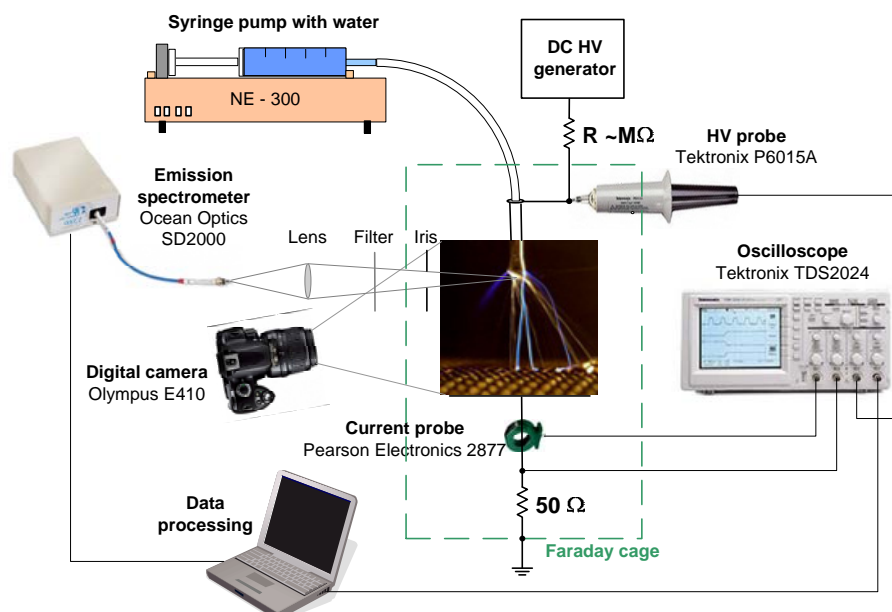 Syringe pump with water
NE - 300
DC HV
generator
R ~MΩ
HV probe
Tektronix P6015A
Emission
spectrometer
Ocean Optics
SD2000
Lens
Filter
Iris
Oscilloscope
Tektronix TDS2024
Digital camera
Olympus E410
Current probe
Pearson Electronics 2877
50 Ω
Data
processing
Faraday cage